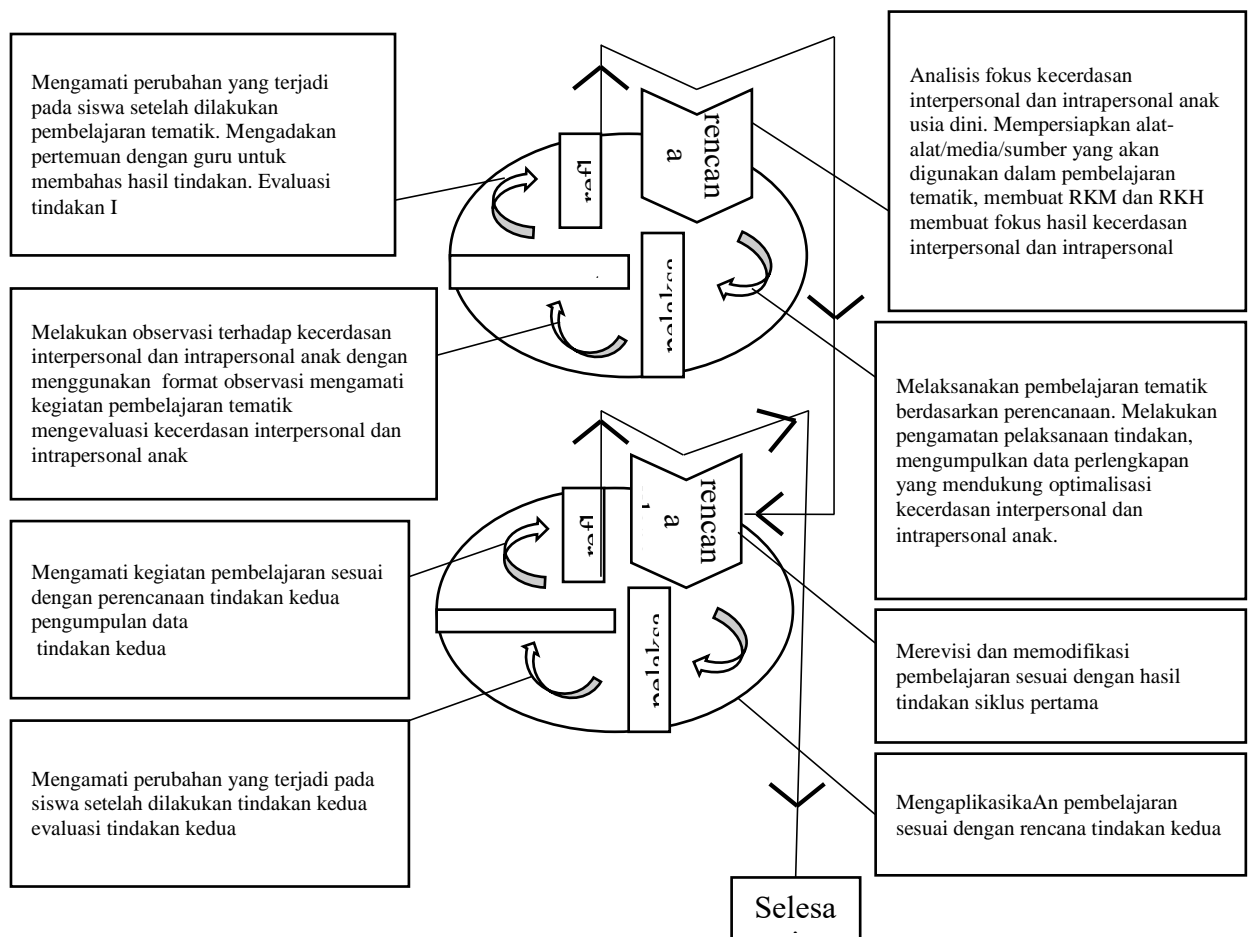 Mengamati perubahan yang terjadi
pada siswa setelah dilakukan
pembelajaran tematik. Mengadakan
pertemuan dengan guru untuk
membahas hasil tindakan. Evaluasi
tindakan I
Melakukan observasi terhadap kecerdasan
interpersonal dan intrapersonal anak dengan
menggunakan format observasi mengamati
kegiatan pembelajaran tematik
mengevaluasi kecerdasan interpersonal dan
intrapersonal anak
Mengamati kegiatan pembelajaran sesuai
dengan perencanaan tindakan kedua
pengumpulan data
tindakan kedua
Mengamati perubahan yang terjadi pada
siswa setelah dilakukan tindakan kedua
evaluasi tindakan kedua
rencan
a
pelaksa
rencan
a
pelaksa
Selesa
Analisis fokus kecerdasan
interpersonal dan intrapersonal anak
usia dini. Mempersiapkan alat-
alat/media/sumber yang akan
digunakan dalam pembelajaran
tematik, membuat RKM dan RKH
membuat fokus hasil kecerdasan
interpersonal dan intrapersonal
Melaksanakan pembelajaran tematik
berdasarkan perencanaan. Melakukan
pengamatan pelaksanaan tindakan,
mengumpulkan data perlengkapan
yang mendukung optimalisasi
kecerdasan interpersonal dan
intrapersonal anak.
Merevisi dan memodifikasi
pembelajaran sesuai dengan hasil
tindakan siklus pertama
MengaplikasikaAn pembelajaran
sesuai dengan rencana tindakan kedua